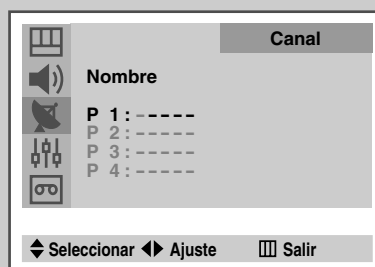 Canal
Nombre
P 1 : - - - - -
P 2 : - - - - -
P 3 : - - - - -
P 4 : - - - - -
Seleccionar Ajuste Salir